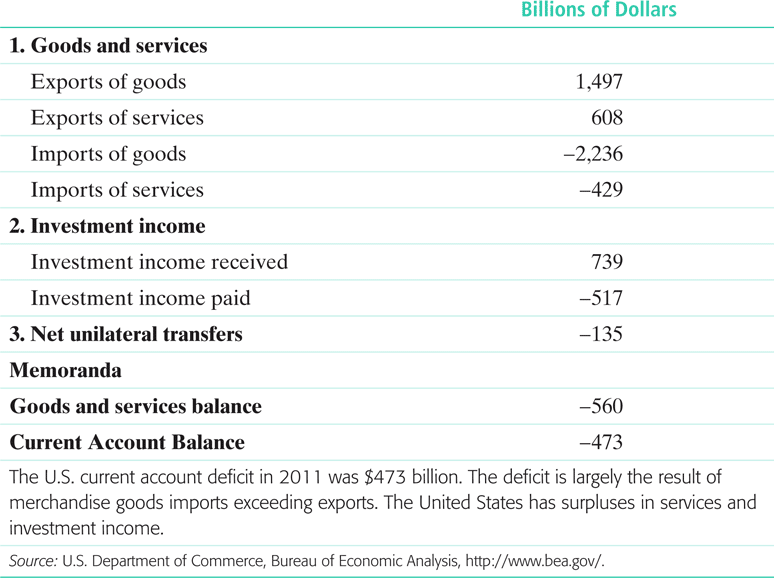 Billions of Dollars
1. Goods and services
Exports of goods 1,497
Exports of services 608
Imports of goods –2,236
Imports of services –429
2. Investment income
Investment income received 739
Investment income paid –517
3. Net unilateral transfers –135
Memoranda
Goods and services balance –560
Current Account Balance –473
The U.S. current account deficit in 2011 was $473 billion. The deficit is largely the result of
merchandise goods imports exceeding exports. The United States has surpluses in services and
investment income.
Source: U.S. Department of Commerce, Bureau of Economic Analysis, http://www.bea.gov/.